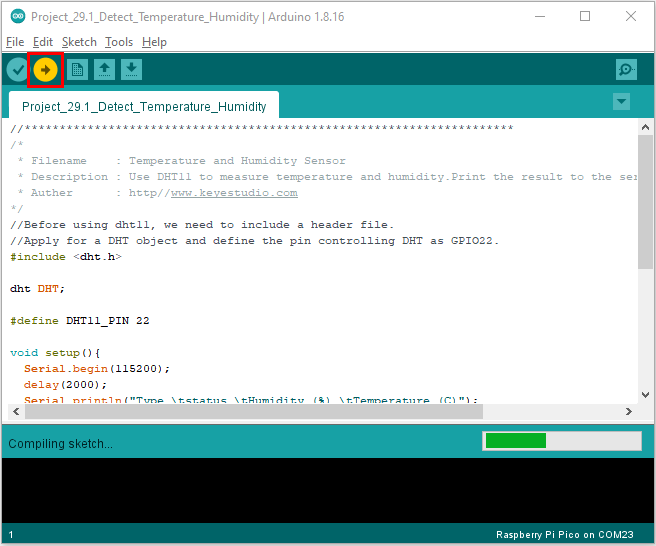 Project_29.1_Detect_Temperature_Humidity | Arduino 1.8.16
File Edit Sketch Tools Help
Project_29.1_Detect_Temperature_Humidity
//**********************************************************************
/*
 * Filename    : Temperature and Humidity Sensor
 * Description : Use DHT11 to measure temperature and humidity.Print the result to the ser
 * Auther      : http//www.keyestudio.com
*/
//Before using dht11, we need to include a header file.
//Apply for a DHT object and define the pin controlling DHT as GPIO22.
#include <dht.h>
dht DHT;
#define DHT11_PIN 22
void setup(){
  Serial.begin(115200);
  delay(2000);
  Serial.println("Type,\tstatus,\tHumidity (%),\tTemperature (C)");
Compiling sketch...
1 Raspberry Pi Pico on COM23